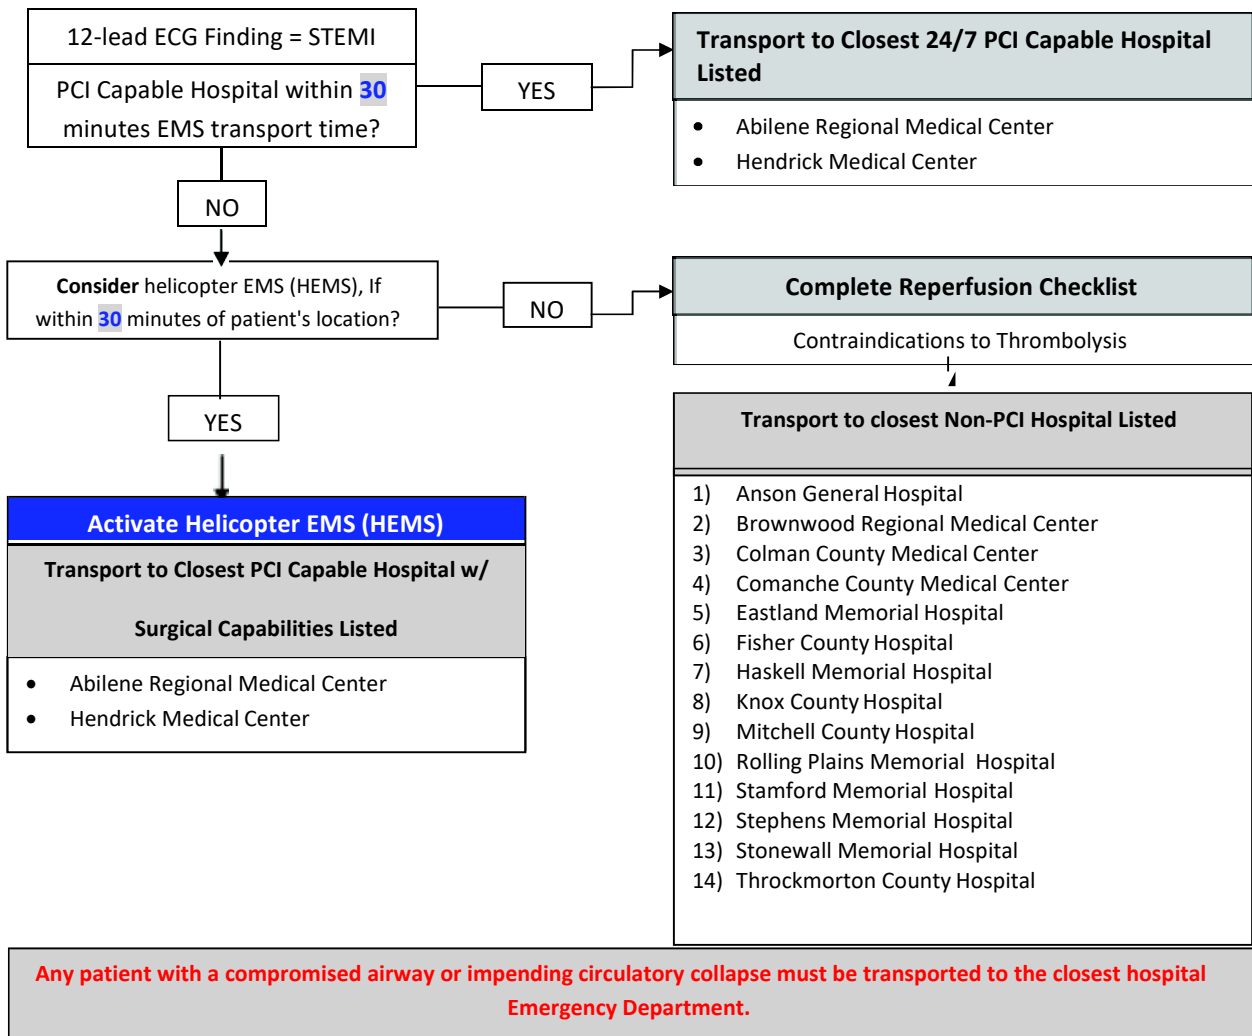 12-lead ECG Finding = STEMI
PCI Capable Hospital within 30
minutes EMS transport time?
YES
Transport to Closest 24/7 PCI Capable Hospital
Listed
• Abilene Regional Medical Center
• Hendrick Medical Center
NO
Consider helicopter EMS (HEMS), If
within 30 minutes of patient's location?
NO
Complete Reperfusion Checklist
Contraindications to Thrombolysis
YES
Transport to closest Non-PCI Hospital Listed
1) Anson General Hospital
2) Brownwood Regional Medical Center
3) Colman County Medical Center
4) Comanche County Medical Center
5) Eastland Memorial Hospital
6) Fisher County Hospital
7) Haskell Memorial Hospital
8) Knox County Hospital
9) Mitchell County Hospital
10) Rolling Plains Memorial Hospital
11) Stamford Memorial Hospital
12) Stephens Memorial Hospital
13) Stonewall Memorial Hospital
14) Throckmorton County Hospital
Activate Helicopter EMS (HEMS)
Transport to Closest PCI Capable Hospital w/
Surgical Capabilities Listed
• Abilene Regional Medical Center
• Hendrick Medical Center
Any patient with a compromised airway or impending circulatory collapse must be transported to the closest hospital
Emergency Department.